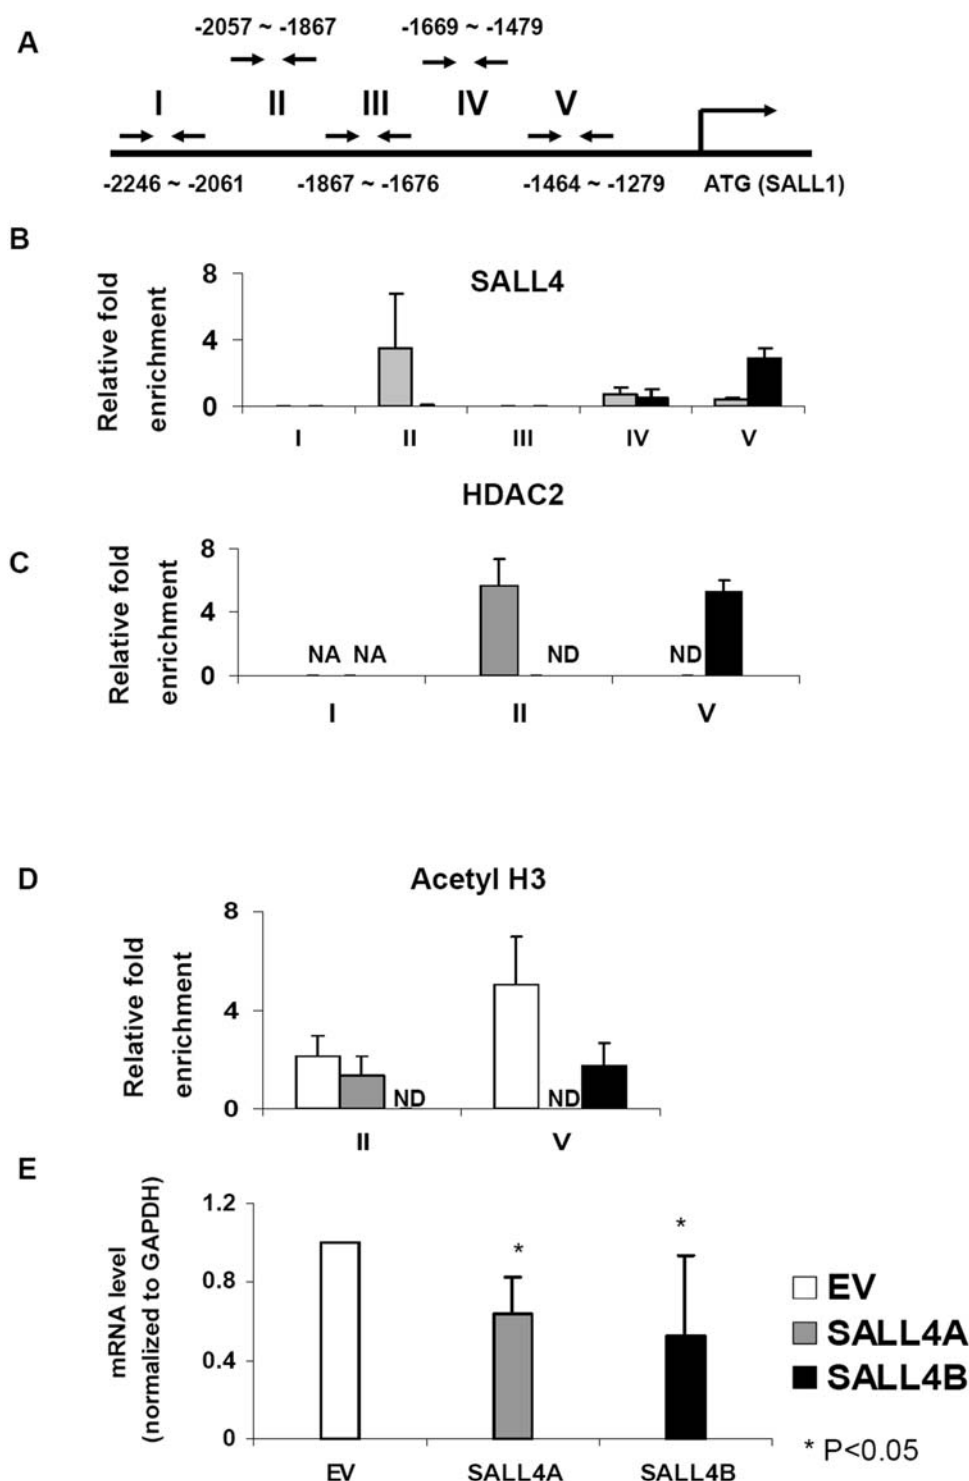 A
-2057 ~ -1867 -1669 ~ -1479
I II III IV V
-2246 ~ -2061 -1867 ~ -1676 -1464 ~ -1279 ATG (SALL1)
B
SALL4
Relative fold
enrichment
8
4
0
I II III IV V
HDAC2
C
Relative fold
enrichment
8
4
0
NA NA ND ND
I II V
D
Acetyl H3
Relative fold
enrichment
8
4
0
ND ND
II V
E
mRNA level
(normalized to GAPDH)
1.2
0.8
0.4
0
* *
EV SALL4A SALL4B
EV
SALL4A
SALL4B
* P<0.05